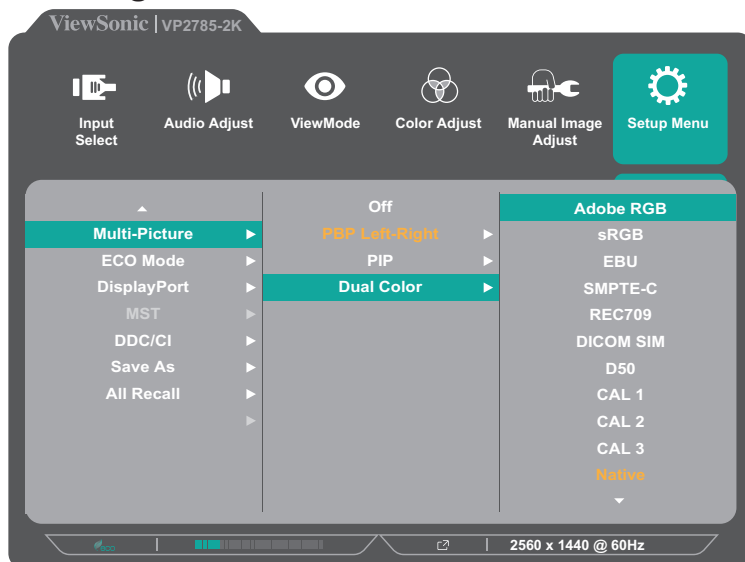 ViewSonic | VP2785-2K
Input Select
Audio Adjust
ViewMode
Color Adjust
Manual Image Adjust
Setup Menu
Multi-Picture
ECO Mode
DisplayPort
MST
DDC/CI
Save As
All Recall
Off
PBP Left-Right
PIP
Dual Color
Adobe RGB
sRGB
EBU
SMPTE-C
REC709
DICOM SIM
D50
CAL 1
CAL 2
CAL 3
Native
eco
2560 x 1440 @ 60Hz